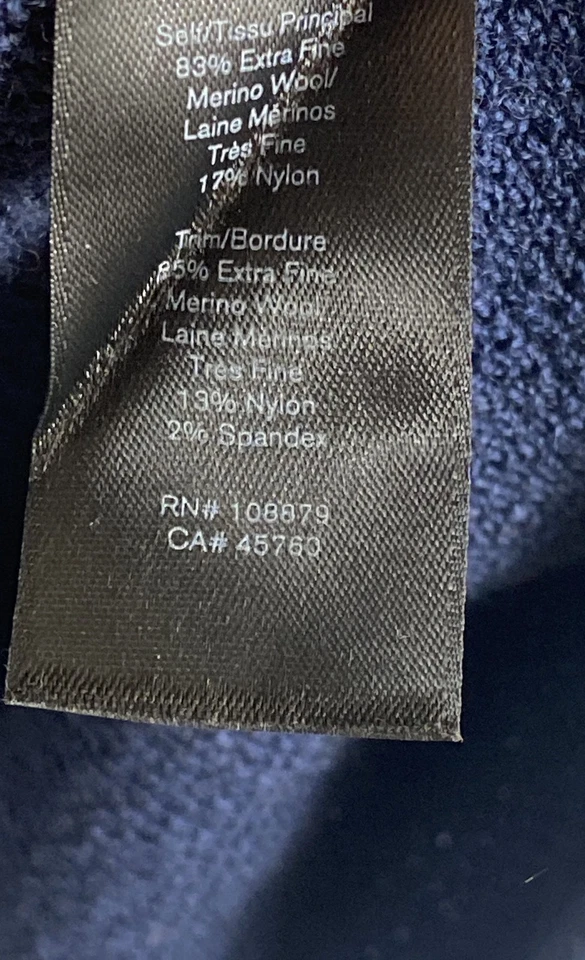 Self/Tissu Principal
83% Extra Fine
Merino Wool/
Laine Mérinos
Très Fine
17% Nylon
Trim/Bordure
85% Extra Fine
Merino Wool/
Laine Mérinos
Très Fine
13% Nylon
2% Spandex
RN# 108879
CA# 45760